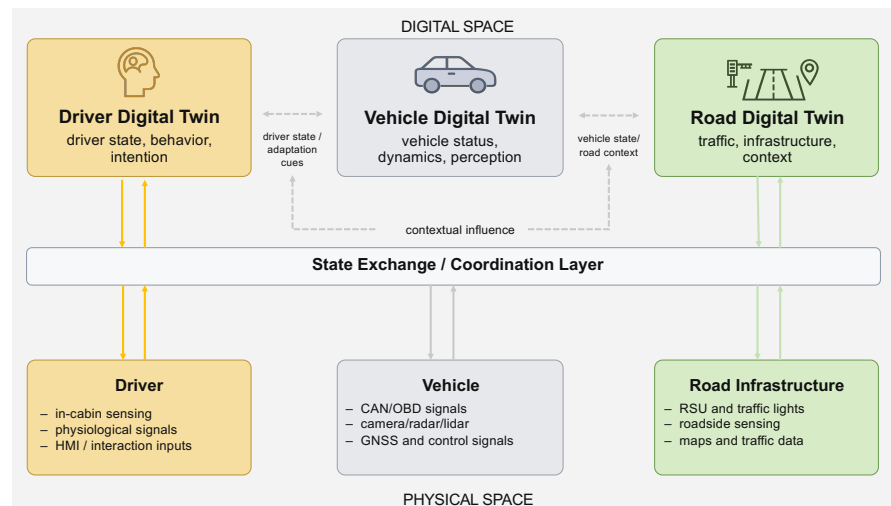 DIGITAL SPACE
Driver Digital Twin
driver state, behavior,
intention
driver state /
adaptation
cues
Vehicle Digital Twin
vehicle status,
dynamics, perception
vehicle state/
road context
Road Digital Twin
traffic, infrastructure,
context
contextual influence
State Exchange / Coordination Layer
Driver
– in-cabin sensing
– physiological signals
– HMI / interaction inputs
Vehicle
– CAN/OBD signals
– camera/radar/lidar
– GNSS and control signals
Road Infrastructure
– RSU and traffic lights
– roadside sensing
– maps and traffic data
PHYSICAL SPACE